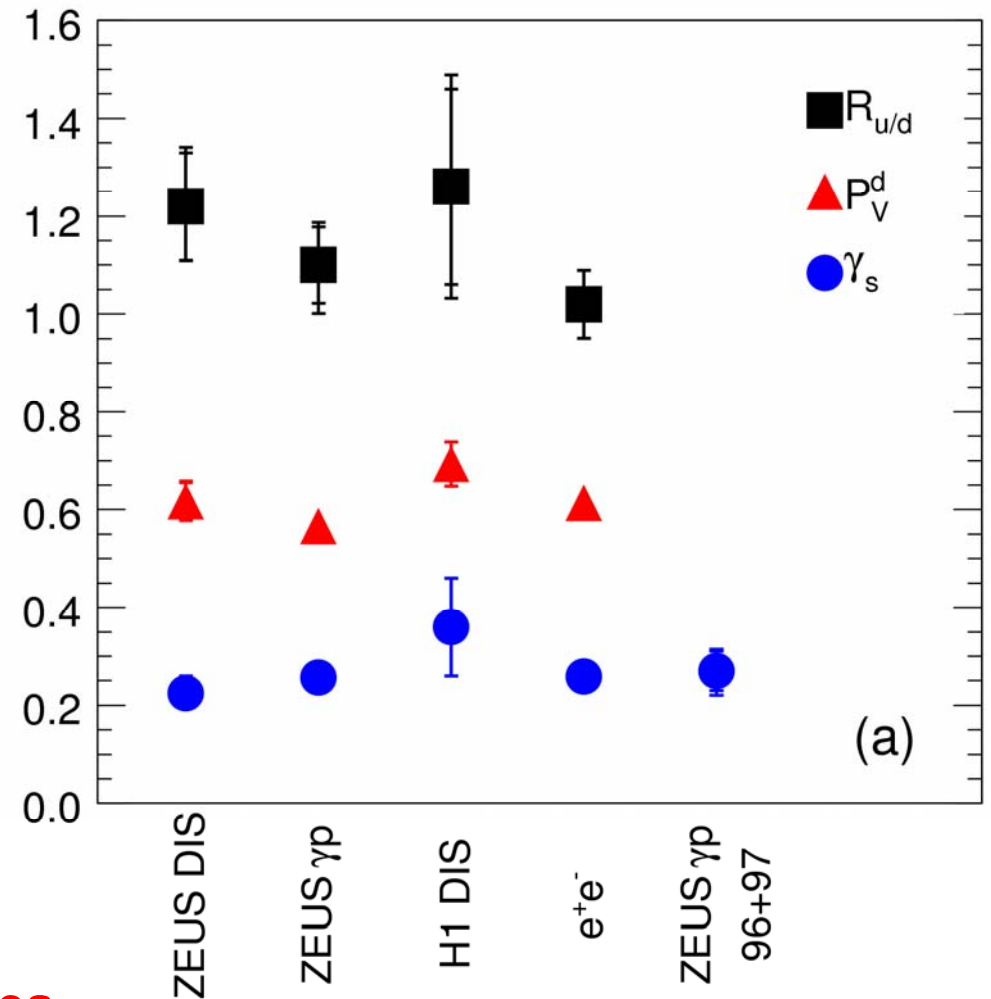 1.6
1.4
1.2
1.0
0.8
0.6
0.4
0.2
0.0
R_{u/d}
P_V^d
γ_s
(a)
ZEUS DIS
ZEUS γp
H1 DIS
e⁺e⁻
ZEUS γp
96+97